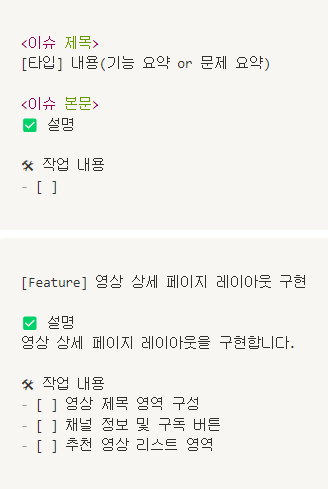 <이슈 제목>
[타입] 내용(기능 요약 or 문제 요약)
<이슈 본문>
✅ 설명
🛠 작업 내용
- [ ]
[Feature] 영상 상세 페이지 레이아웃 구현
✅ 설명
영상 상세 페이지 레이아웃을 구현합니다.
🛠 작업 내용
- [ ] 영상 제목 영역 구성
- [ ] 채널 정보 및 구독 버튼
- [ ] 추천 영상 리스트 영역